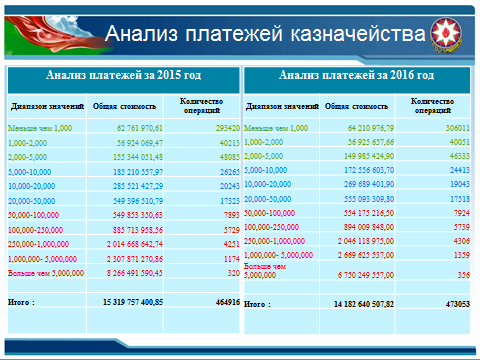 Анализ платежей казначейства
Анализ платежей за 2015 год
Диапазон значений Общая стоимость Количество операций
Меньше чем 1,000 62 761 970,61 293420
1,000-2,000 56 924 069,47 40213
2,000-5,000 155 344 051,48 48085
5,000-10,000 185 210 557,97 26265
10,000-20,000 285 521 427,29 20243
20,000-50,000 549 396 510,79 17323
50,000-100,000 549 853 350,63 7893
100,000-250,000 885 713 958,56 5729
250,000-1,000,000 2 014 668 642,74 4251
1,000,000- 5,000,000 2 307 871 270,86 1174
Больше чем 5,000,000 8 266 491 590,45 320
Итого : 15 319 757 400,85 464916
Анализ платежей за 2016 год
Диапазон значений Общая стоимость Количество операций
Меньше чем 1,000 64 210 976,79 306011
1,000-2,000 56 925 657,66 40051
2,000-5,000 149 985 424,90 46333
5,000-10,000 172 556 603,70 24413
10,000-20,000 269 689 401,90 19043
20,000-50,000 555 093 309,80 17518
50,000-100,000 554 175 216,50 7924
100,000-250,000 894 009 848,00 5739
250,000-1,000,000 2 046 118 975,00 4306
1,000,000- 5,000,000 2 669 625 537,00 1359
Больше чем
5,000,000 6 750 249 557,00 356
Итого : 14 182 640 507,82 473053